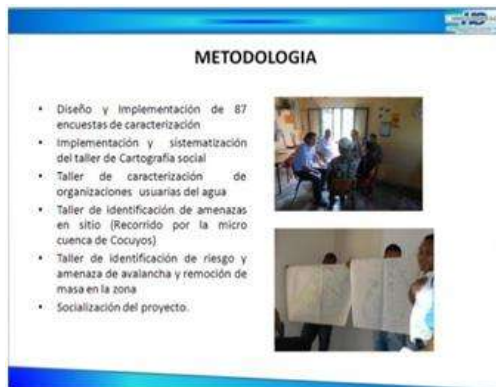 METODOLOGIA
• Diseño y Implementación de 87
encuestas de caracterización
• Implementación y sistematización
del taller de Cartografía social
• Taller de caracterización de
organizaciones usuarias del agua
• Taller de identificación de amenazas
en sitio (Recorrido por la micro
cuenca de Cocuyos)
• Taller de identificación de riesgo y
amenaza de avalancha y remoción de
masa en la zona
• Socialización del proyecto.